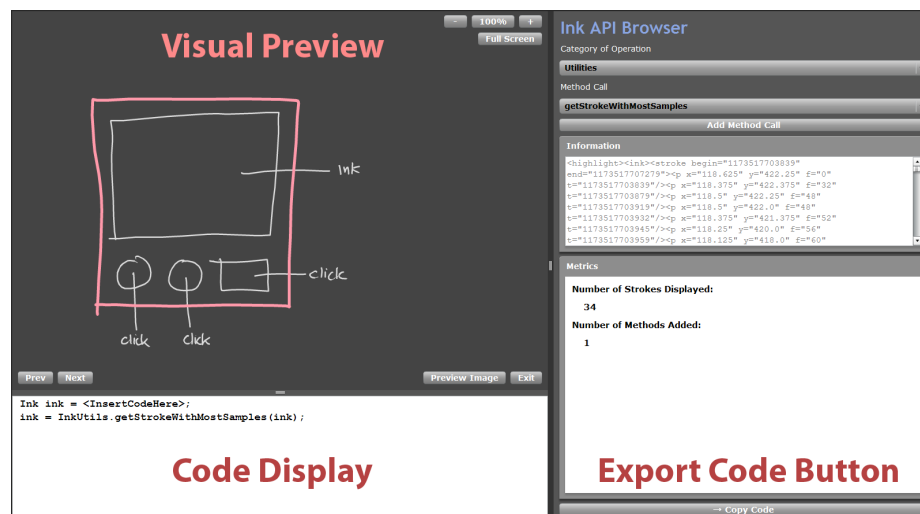 - 100% +
Full Screen
Visual Preview
ink
click
click
click
Prev Next
Preview Image Exit
Ink ink = <InsertCodeHere>;
ink = InkUtils.getStrokeWithMostSamples(ink);
Code Display
Ink API Browser
Category of Operation
Utilities
Method Call
getStrokeWithMostSamples
Add Method Call
Information
<highlight><ink><stroke begin="1173517703839"
end="1173517707279"><p x="118.625" y="422.25" f="0"
t="1173517703839"/><p x="118.375" y="422.375" f="32"
t="1173517703879"/><p x="118.5" y="422.25" f="48"
t="1173517703919"/><p x="118.5" y="422.0" f="48"
t="1173517703932"/><p x="118.375" y="421.375" f="52"
t="1173517703945"/><p x="118.25" y="420.0" f="56"
t="1173517703959"/><p x="118.125" y="418.0" f="60"
Metrics
Number of Strokes Displayed:
34
Number of Methods Added:
1
Export Code Button
→ Copy Code